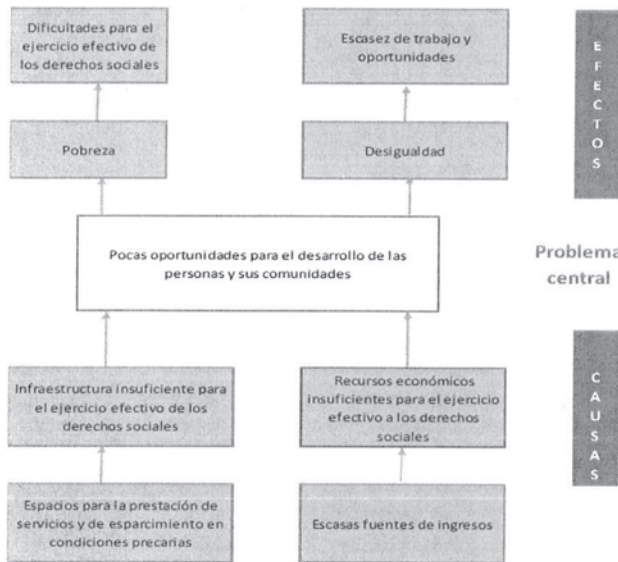 Dificultades para el
ejercicio efectivo de
los derechos sociales
Escasez de trabajo y
oportunidades
Pobreza
Desigualdad
EFECTOS
Pocas oportunidades para el desarrollo de las
personas y sus comunidades
Problema
central
Infraestructura insuficiente para
el ejercicio efectivo de los
derechos sociales
Recursos económicos
insuficientes para el ejercicio
efectivo a los derechos
sociales
Espacios para la prestación de
servicios y de esparcimiento en
condiciones precarias
Escasas fuentes de ingresos
CAUSAS